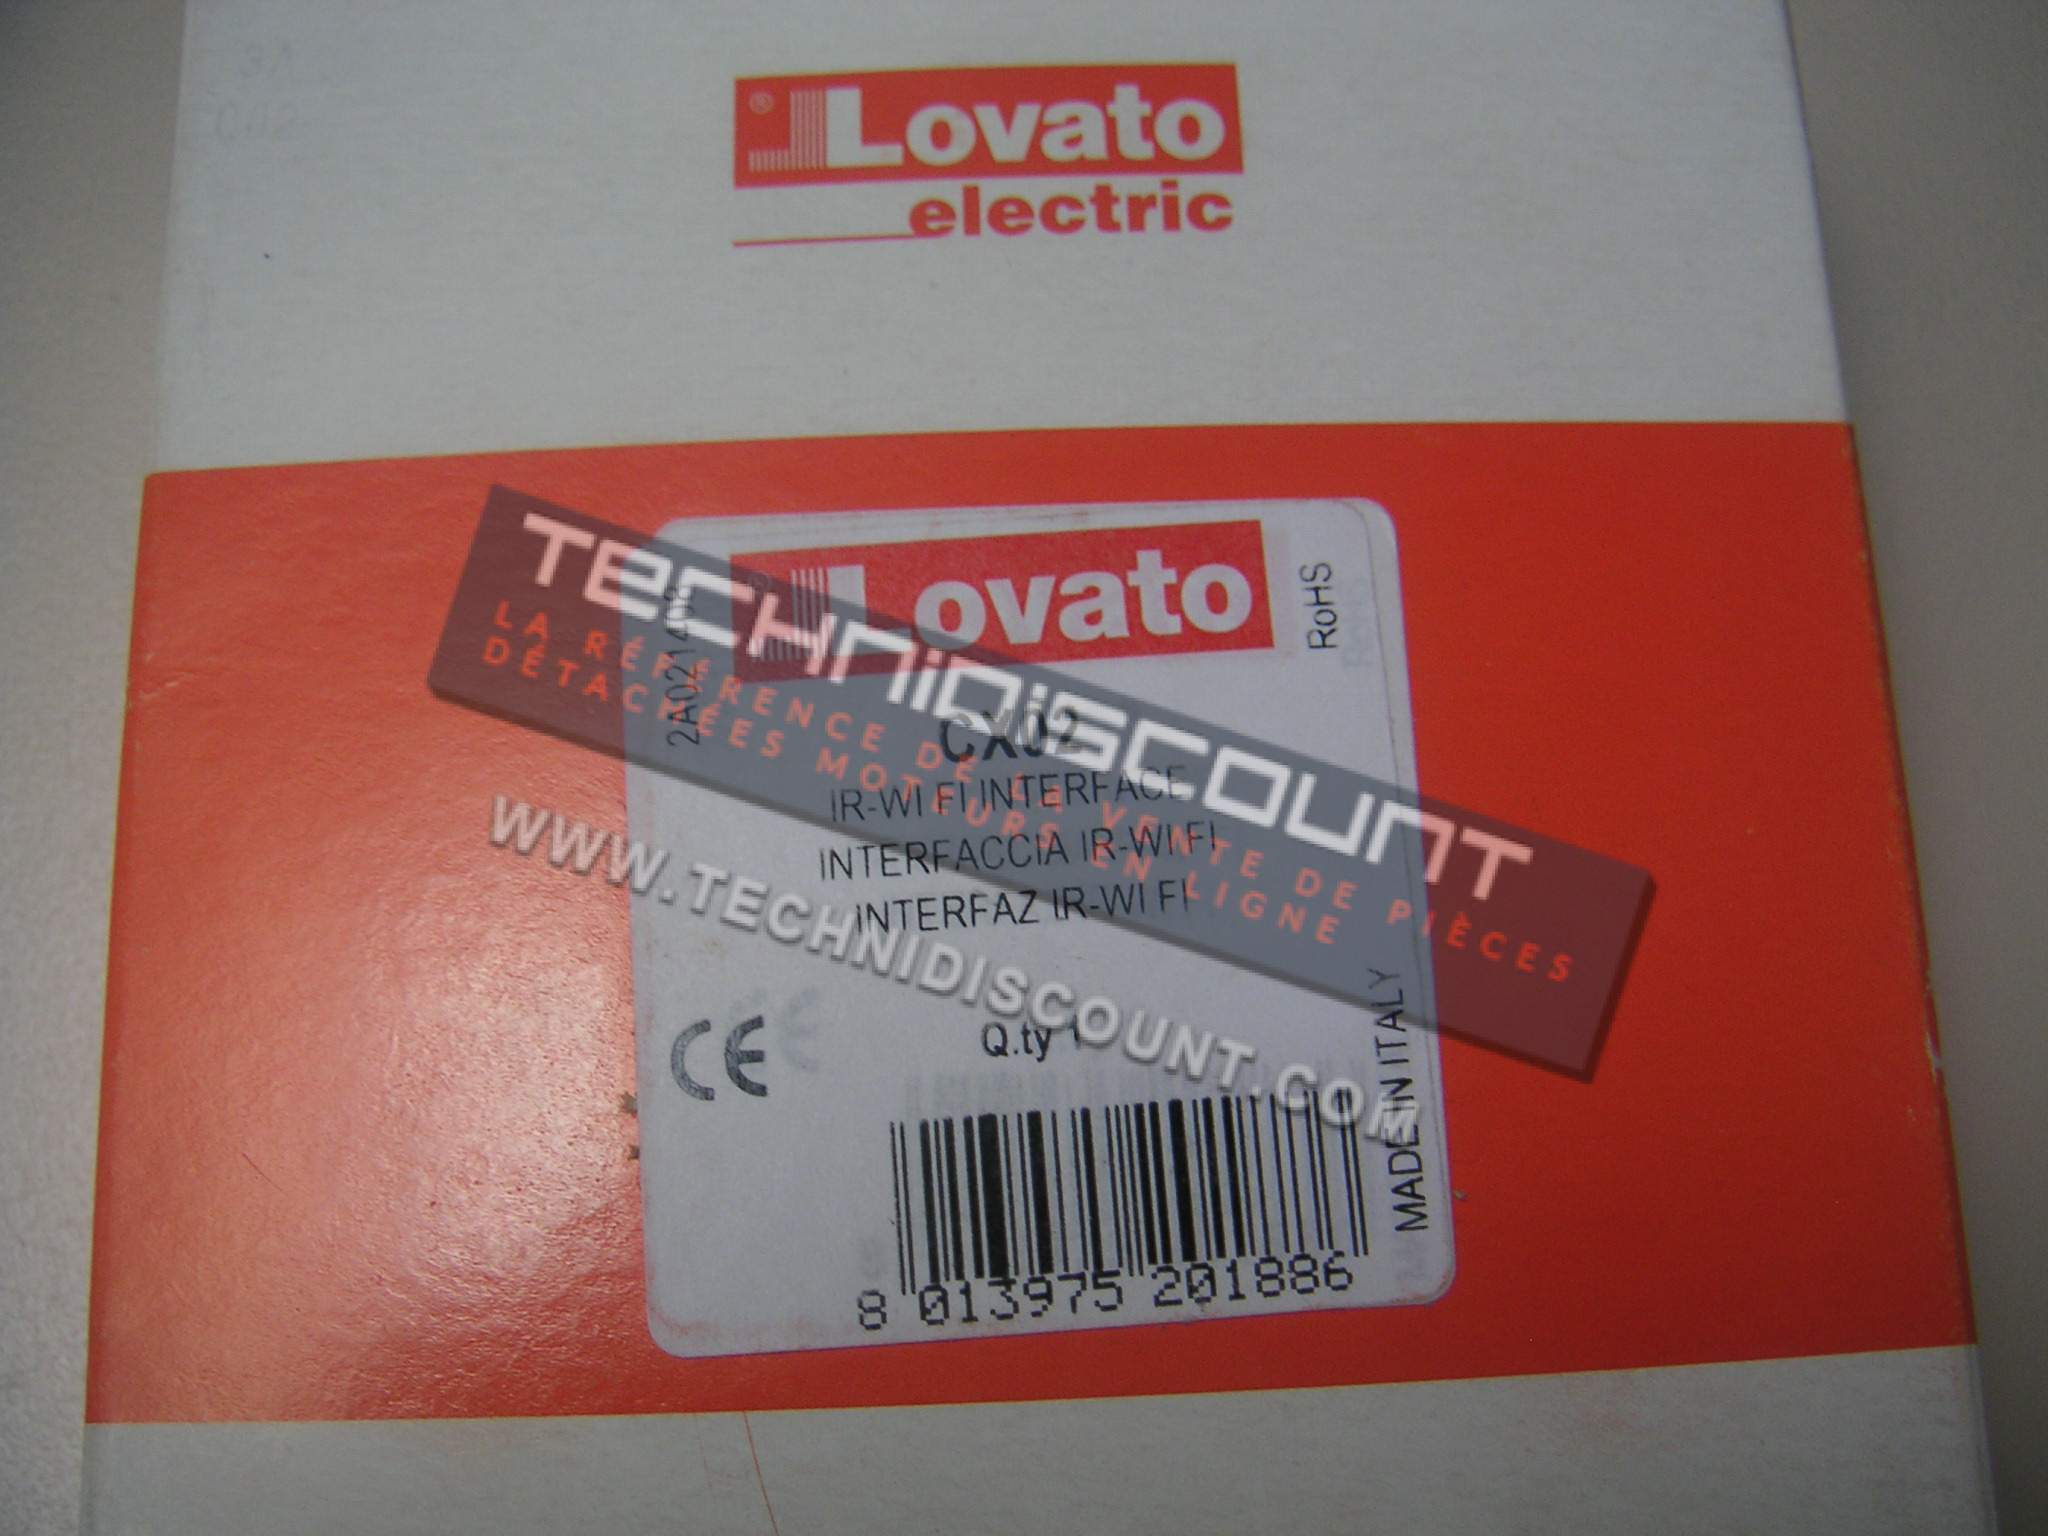 Lovato
electric
Lovato
RoHS
CX02
IR-WI FI INTERFACE
INTERFACCIA IR-WI FI
INTERFAZ IR-WI FI
Q.ty 1
CE
MADE IN ITALY
8 013975 201886
TECHNIDISCOUNT
LA RÉFÉRENCE DE LA VENTE DE PIÈCES
DÉTACHÉES MOTEURS EN LIGNE
WWW.TECHNIDISCOUNT.COM